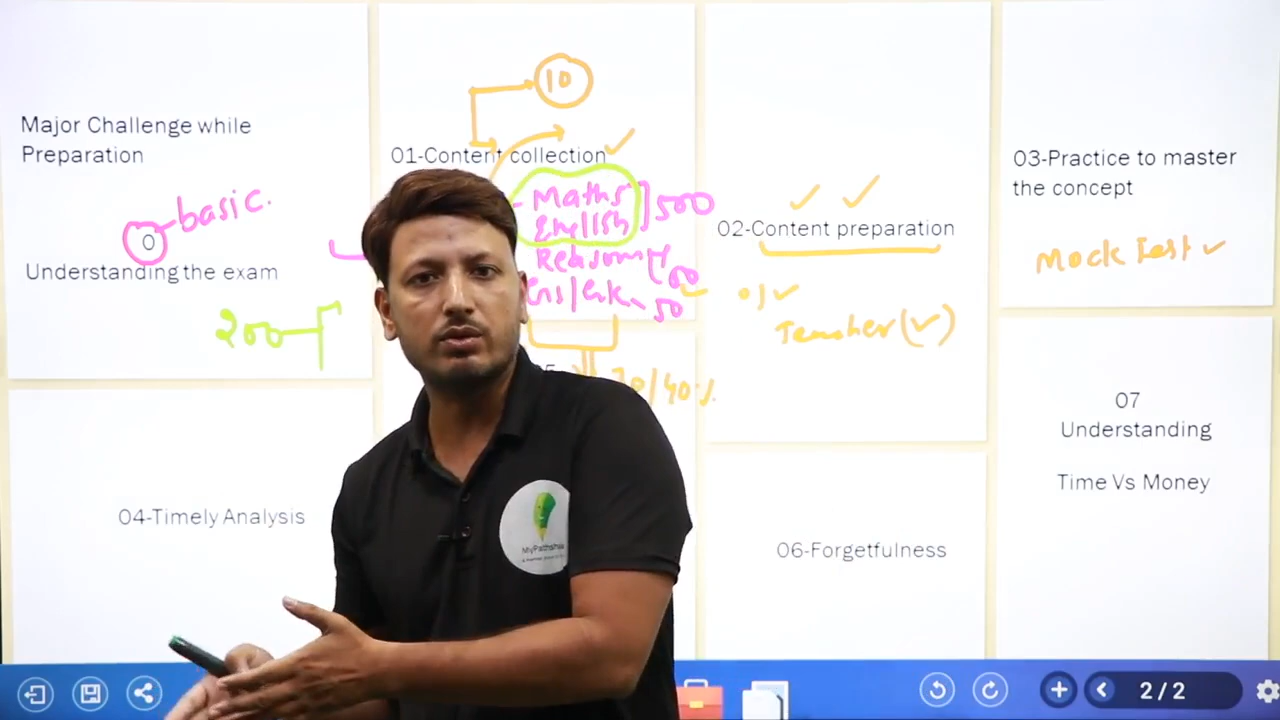 Major Challenge while
Preparation
0
basic.
Understanding the exam
200
10
01-Content collection
Maths
English
500
Reasoning
50
30/40%
02-Content preparation
01
Teacher
03-Practice to master
the concept
Mock Test
04-Timely Analysis
06-Forgetfulness
07
Understanding
Time Vs Money
MyPathshala
2/2